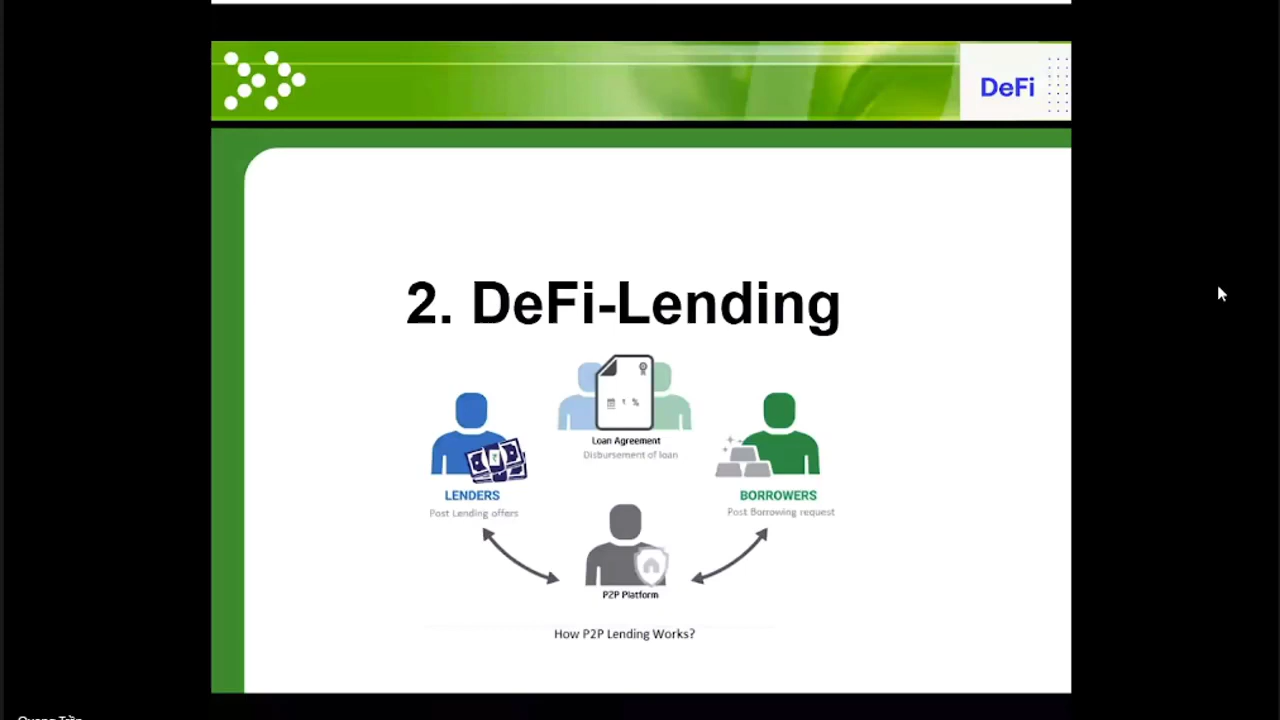 DeFi
2. DeFi-Lending
Loan Agreement
Disbursement of loan
LENDERS
Post Lending offers
BORROWERS
Post Borrowing request
P2P Platform
How P2P Lending Works?